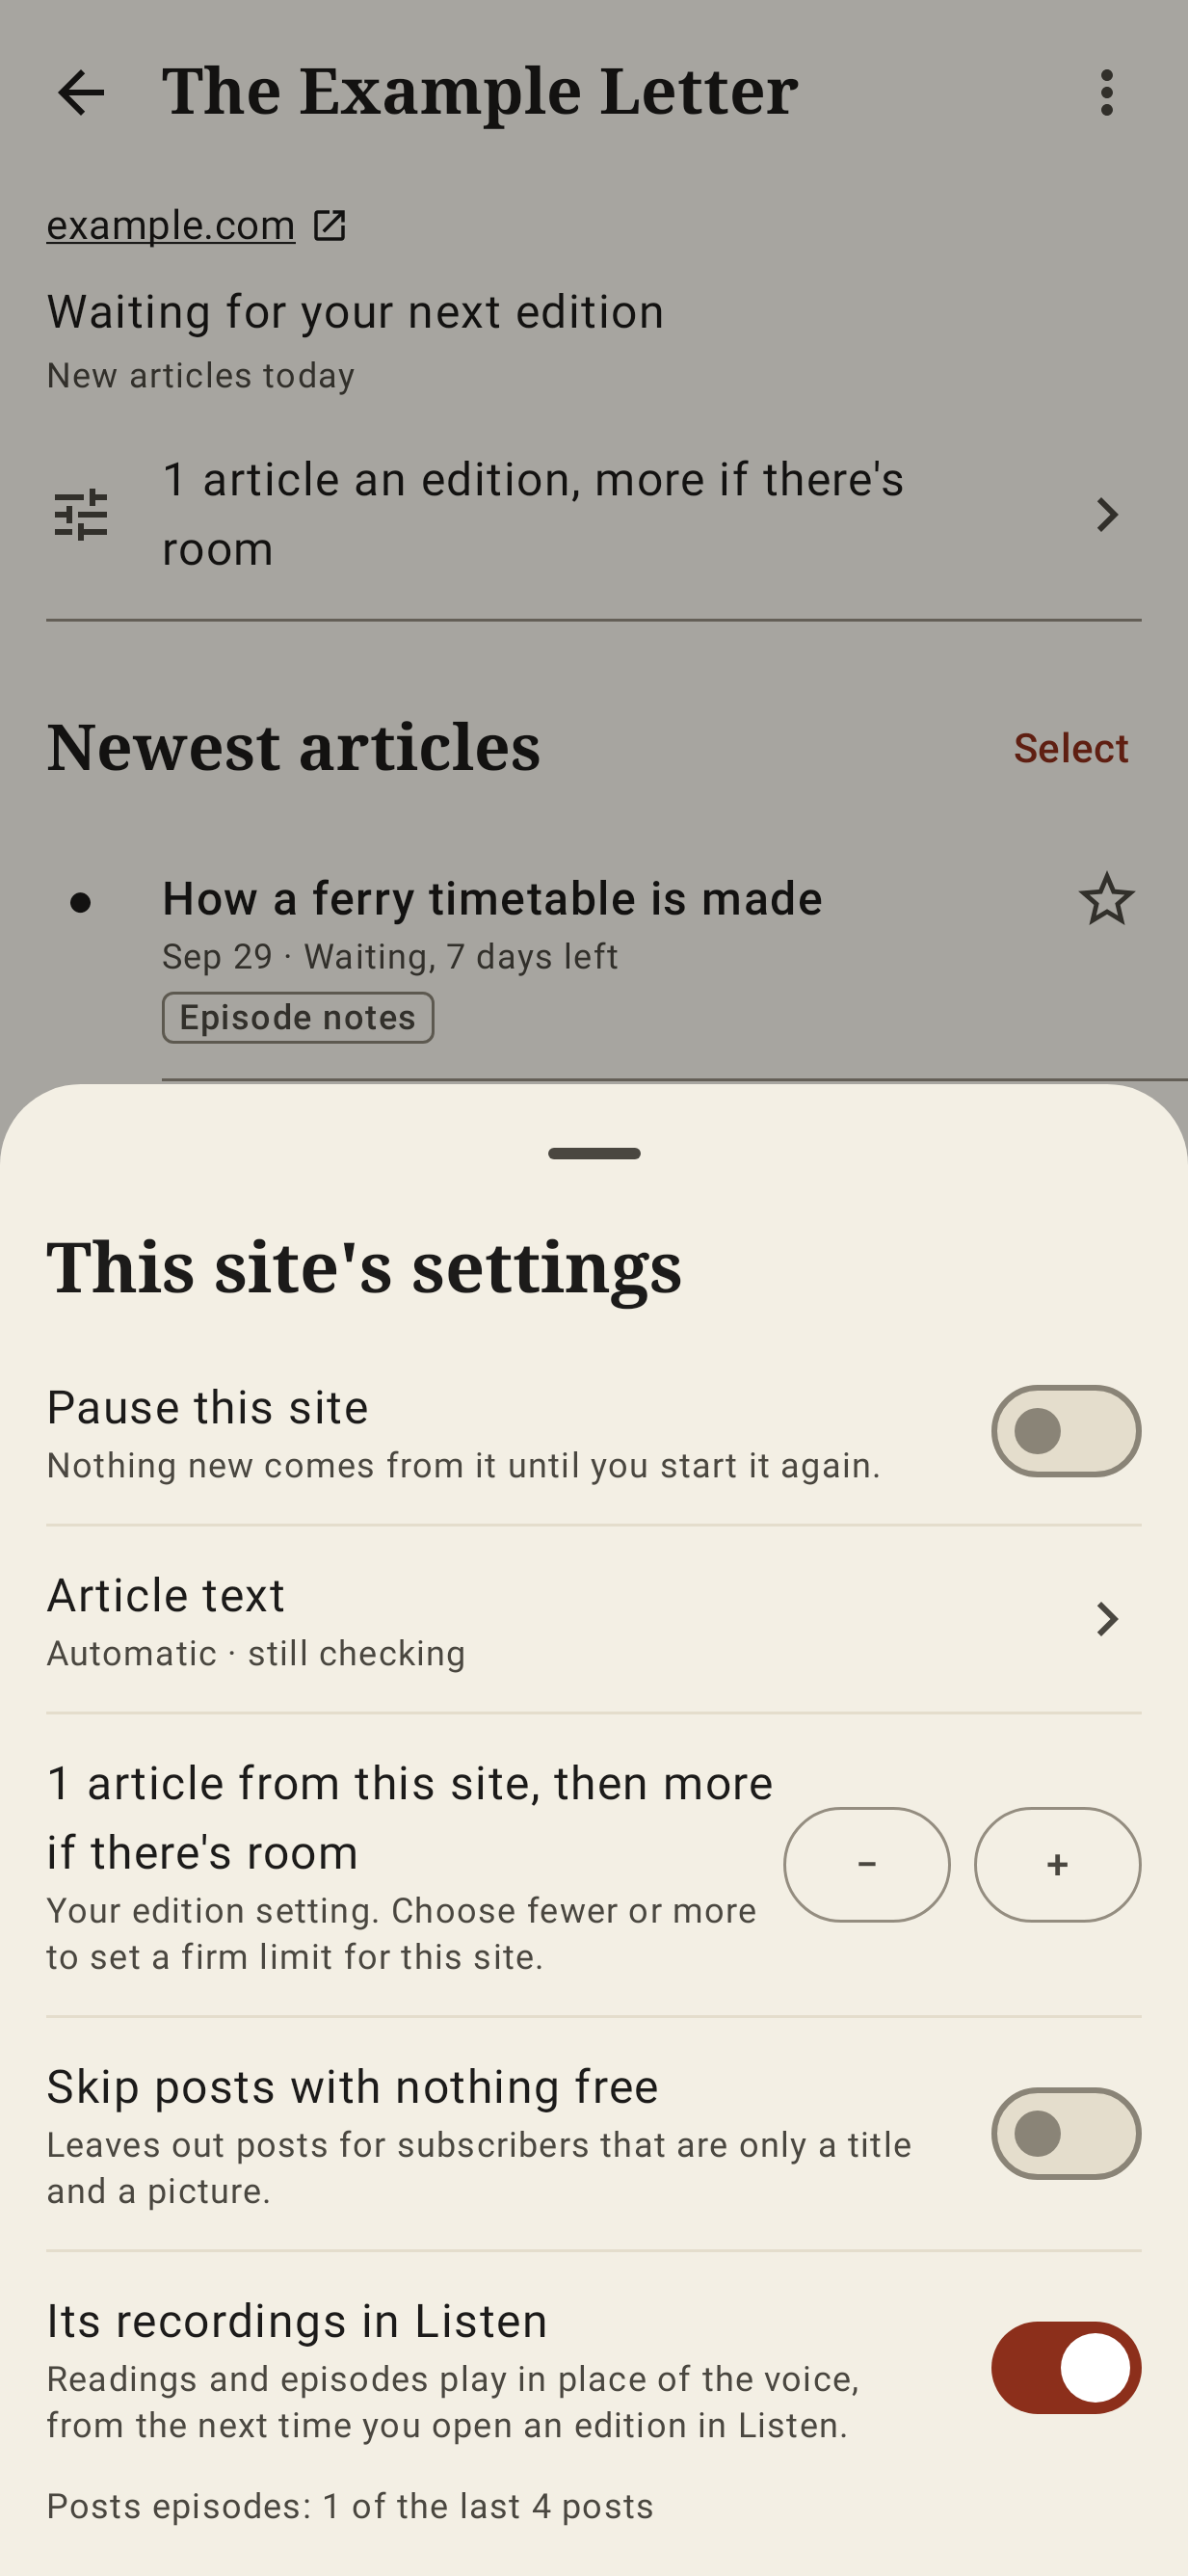 The Example Letter
example.com
Waiting for your next edition
New articles today
1 article an edition, more if there's
room
Newest articles
Select
How a ferry timetable is made
Sep 29 · Waiting, 7 days left
Episode notes
This site's settings
Pause this site
Nothing new comes from it until you start it again.
Article text
Automatic · still checking
1 article from this site, then more
if there's room
Your edition setting. Choose fewer or more
to set a firm limit for this site.
−
+
Skip posts with nothing free
Leaves out posts for subscribers that are only a title
and a picture.
Its recordings in Listen
Readings and episodes play in place of the voice,
from the next time you open an edition in Listen.
Posts episodes: 1 of the last 4 posts